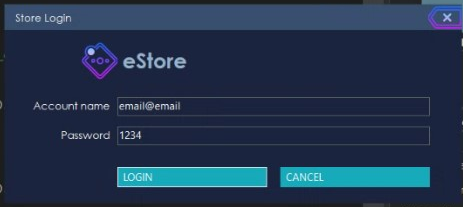 Store Login
eStore
Account name email@email
Password 1234
LOGIN CANCEL